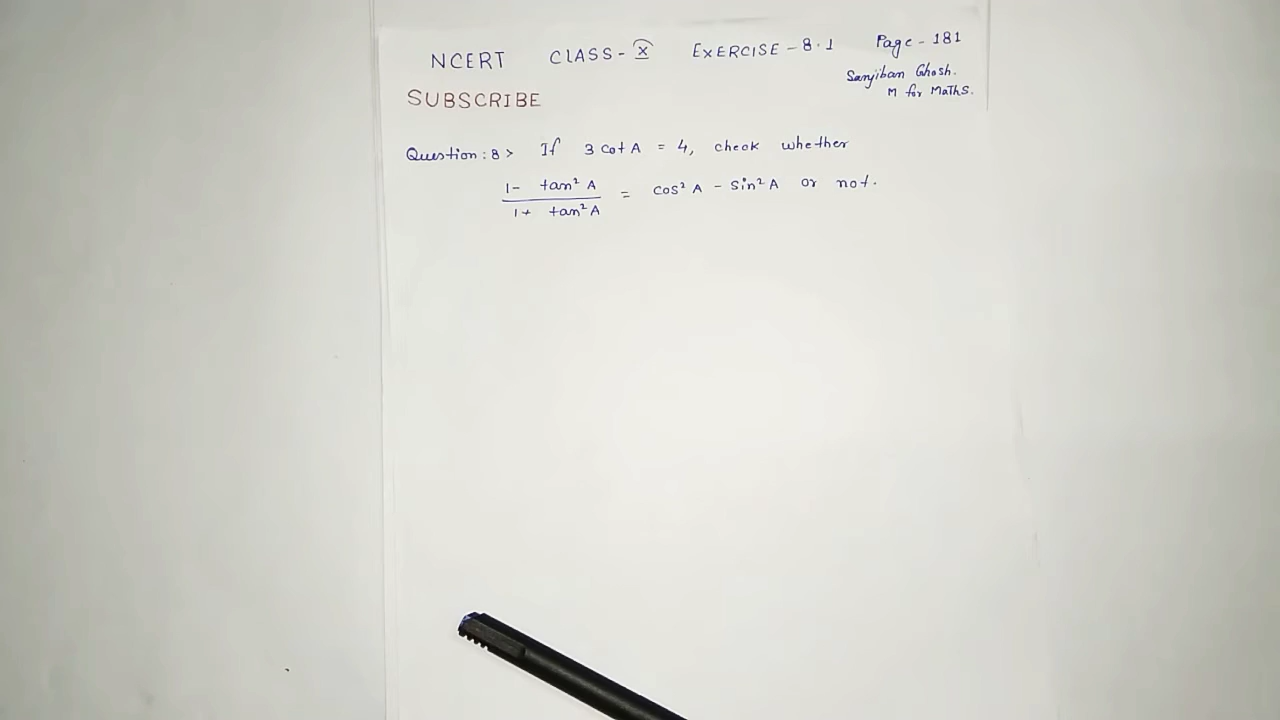 NCERT CLASS-X EXERCISE-8.1 Page-181
Sanjiban Ghosh.
M for Maths.
SUBSCRIBE
Question: 8> If 3 cot A = 4, check whether
1 - tan² A / 1 + tan² A = cos² A - sin² A or not.